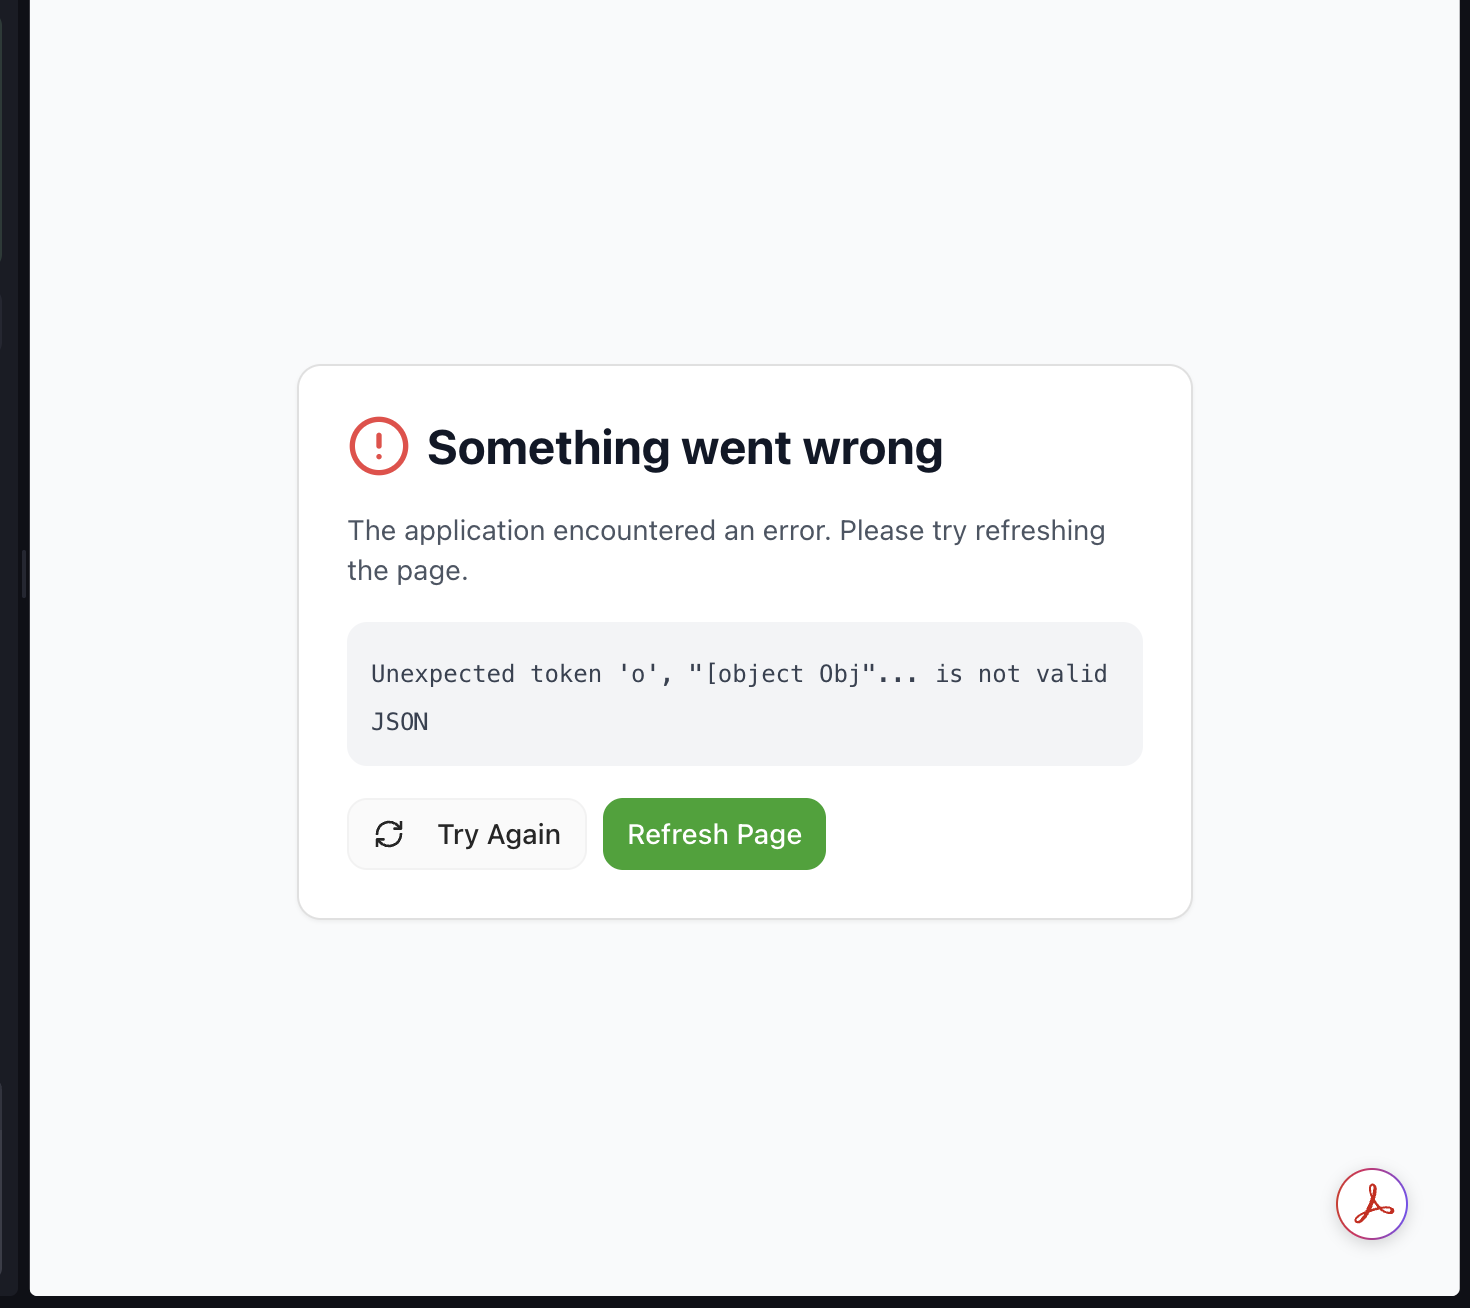 Something went wrong
The application encountered an error. Please try refreshing
the page.
Unexpected token 'o', "[object Obj"... is not valid
JSON
Try Again
Refresh Page